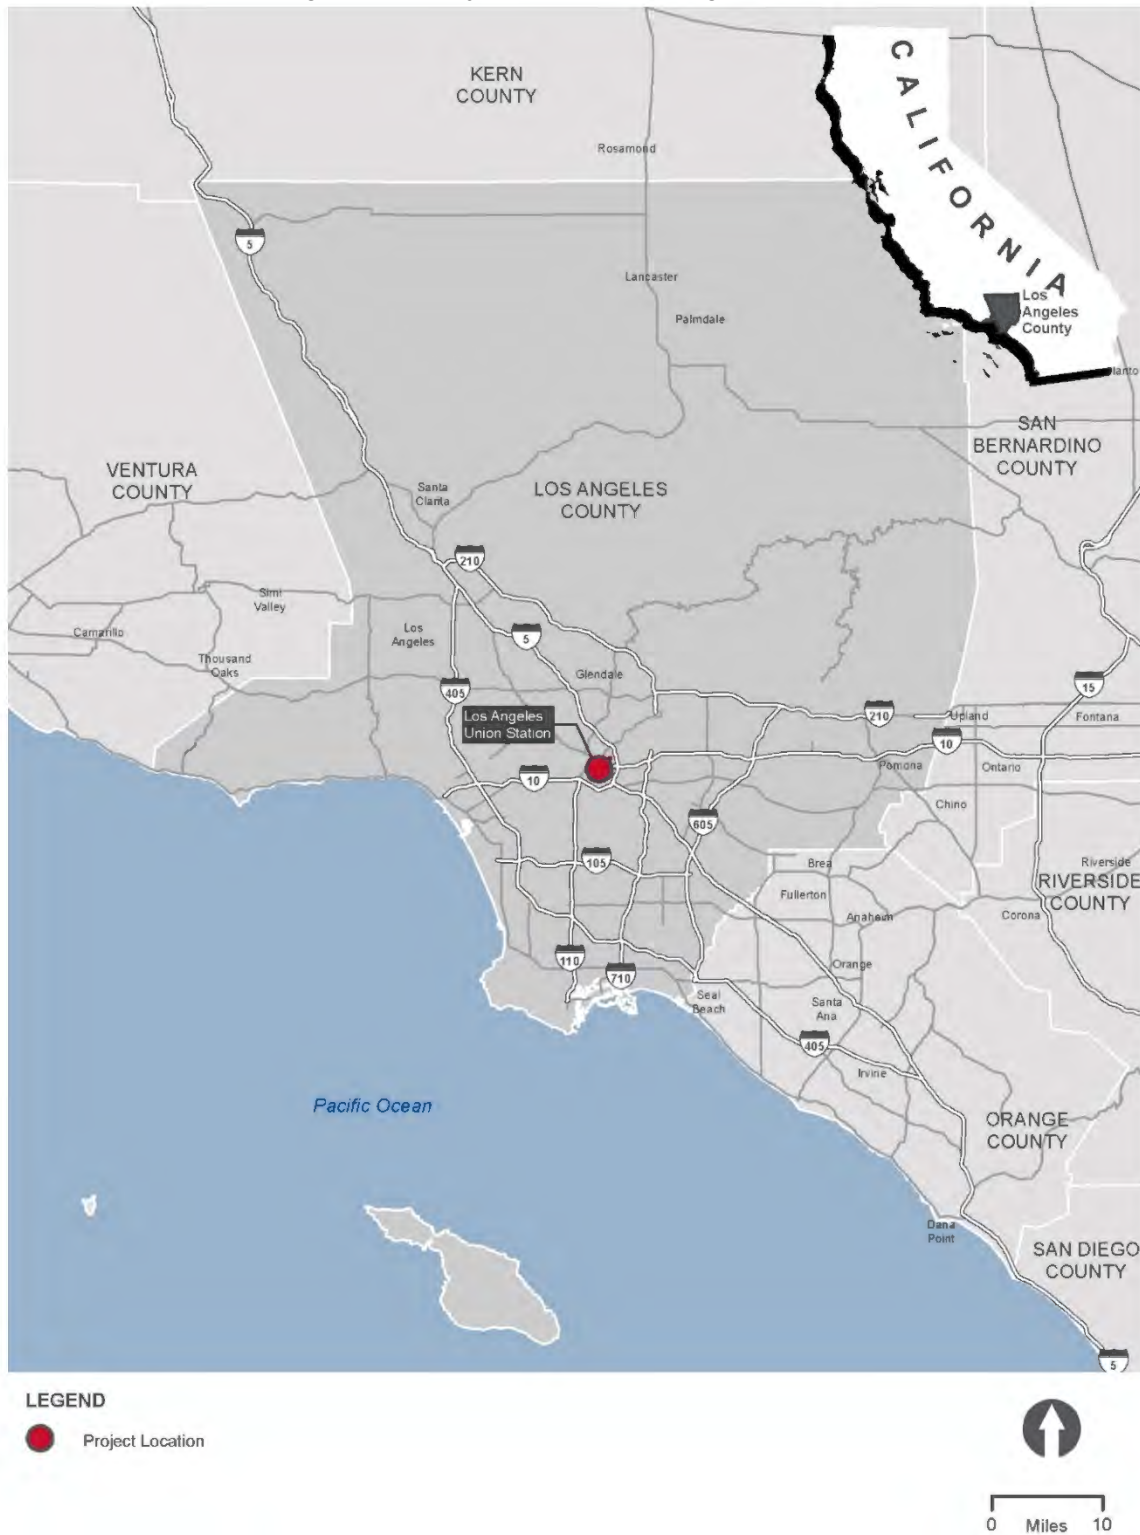 KERN
COUNTY
CALIFORNIA
Rosamond
5
Lancaster
Palmdale
Los
Angeles
County
SAN
BERNARDINO
COUNTY
VENTURA
COUNTY
Santa
Clarita
LOS ANGELES
COUNTY
210
Simi
Valley
Camarillo
Los
Angeles
5
Thousand
Oaks
Glendale
405
15
Los Angeles
Union Station
210
Upland
Fontana
10
Pomona
Ontario
10
Chino
605
105
Brea
Riverside
RIVERSIDE
COUNTY
Fullerton
Anaheim
Corona
110
710
Orange
Seal
Beach
Santa
Ana
405
Irvine
Pacific Ocean
ORANGE
COUNTY
Dana
Point
SAN DIEGO
COUNTY
5
LEGEND
Project Location
0 Miles 10